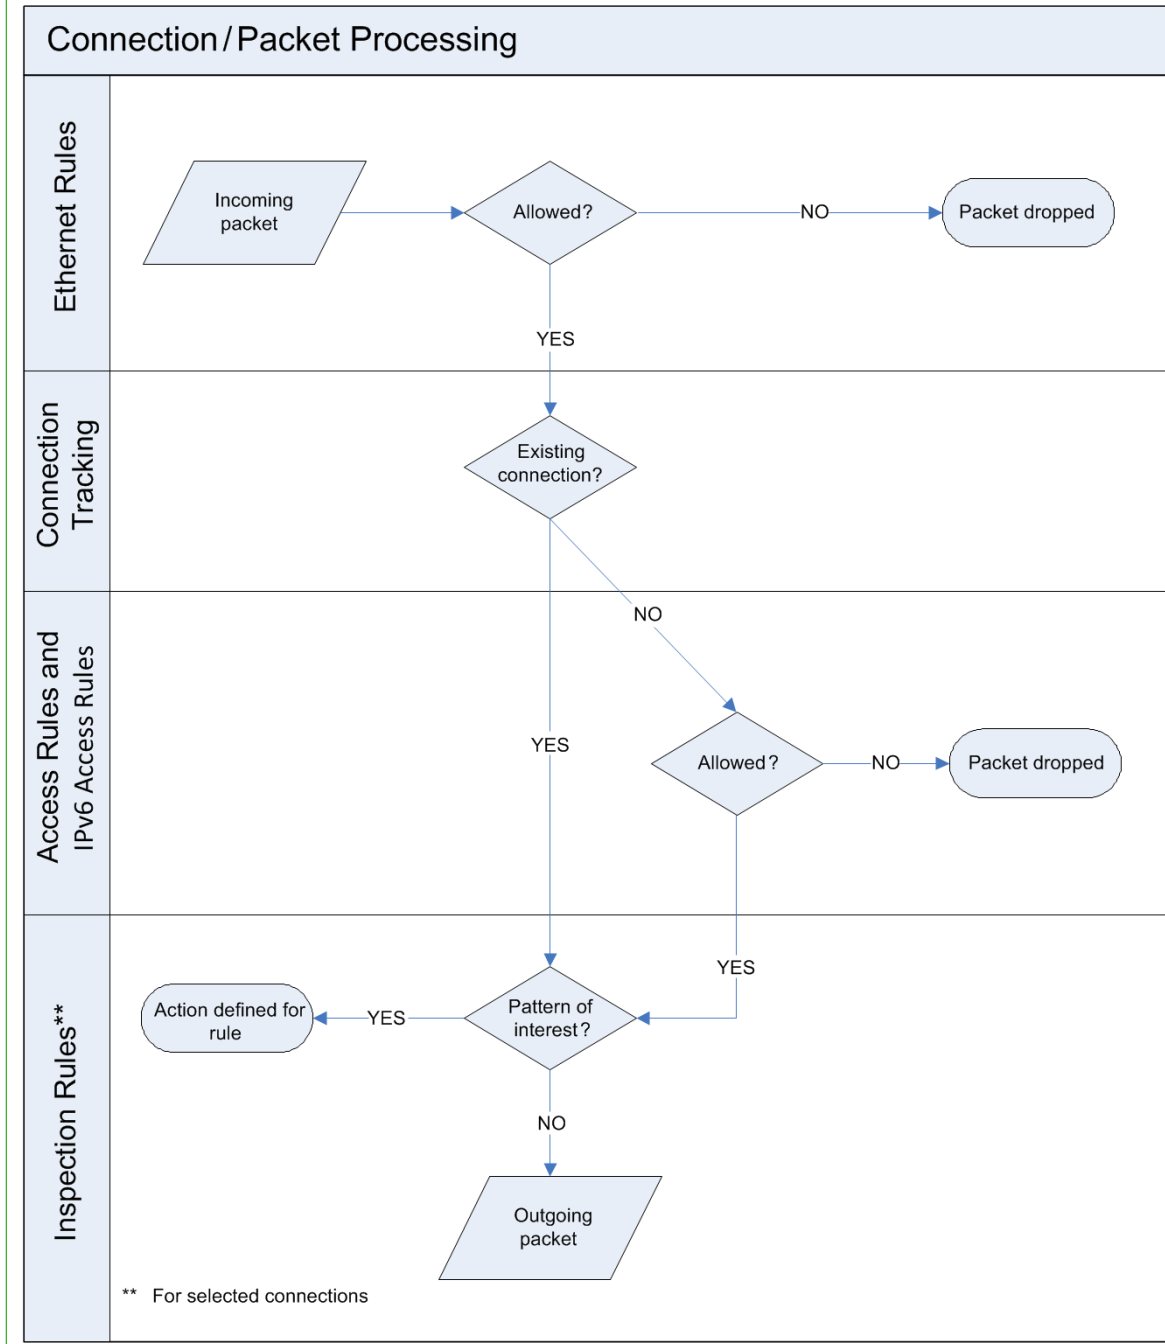 Connection/Packet Processing
Ethernet Rules
Incoming
packet
Allowed?
NO
Packet dropped
YES
Connection
Tracking
Existing
connection?
NO
Access Rules and
IPv6 Access Rules
YES
Allowed?
NO
Packet dropped
YES
Inspection Rules**
Action defined for
rule
YES
Pattern of
interest?
NO
Outgoing
packet
** For selected connections